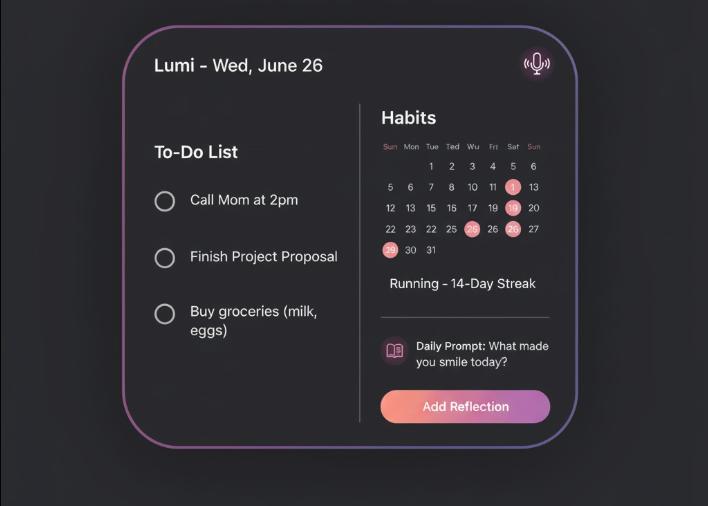 Lumi - Wed, June 26
To-Do List
Call Mom at 2pm
Finish Project Proposal
Buy groceries (milk,
eggs)
Habits
Sun Mon Tue Ted Wu Frt Sat Sun
1 2 3 4 5 6
5 6 7 8 10 11 1 13
12 13 15 16 17 19 19 20
22 23 22 25 26 26 26 27
29 30 31
Running - 14-Day Streak
Daily Prompt: What made
you smile today?
Add Reflection